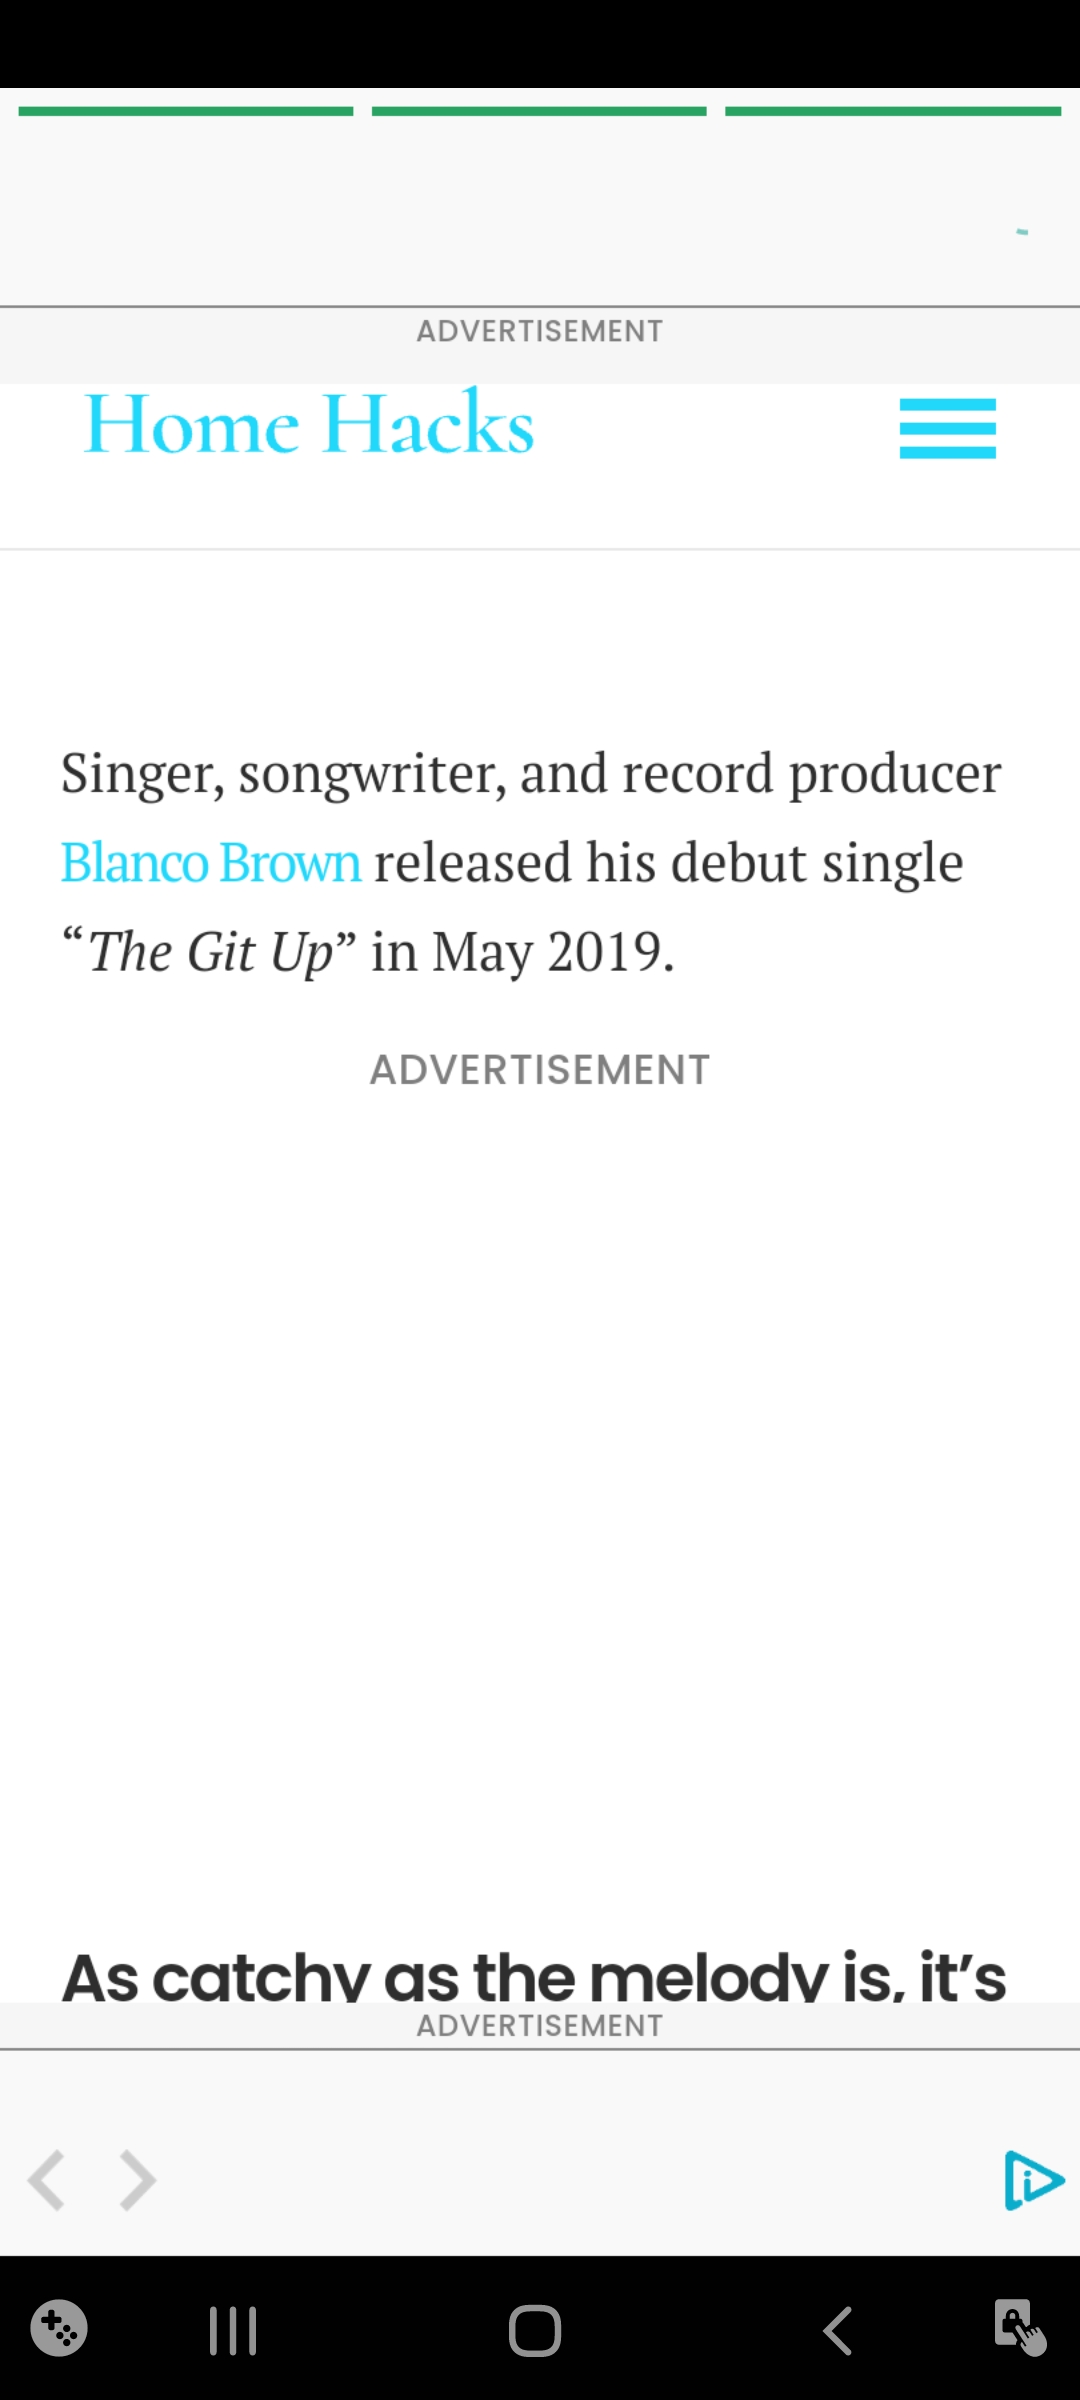 ADVERTISEMENT
Home Hacks
Singer, songwriter, and record producer
Blanco Brown released his debut single
“The Git Up” in May 2019.
ADVERTISEMENT
As catchy as the melody is, it’s
ADVERTISEMENT